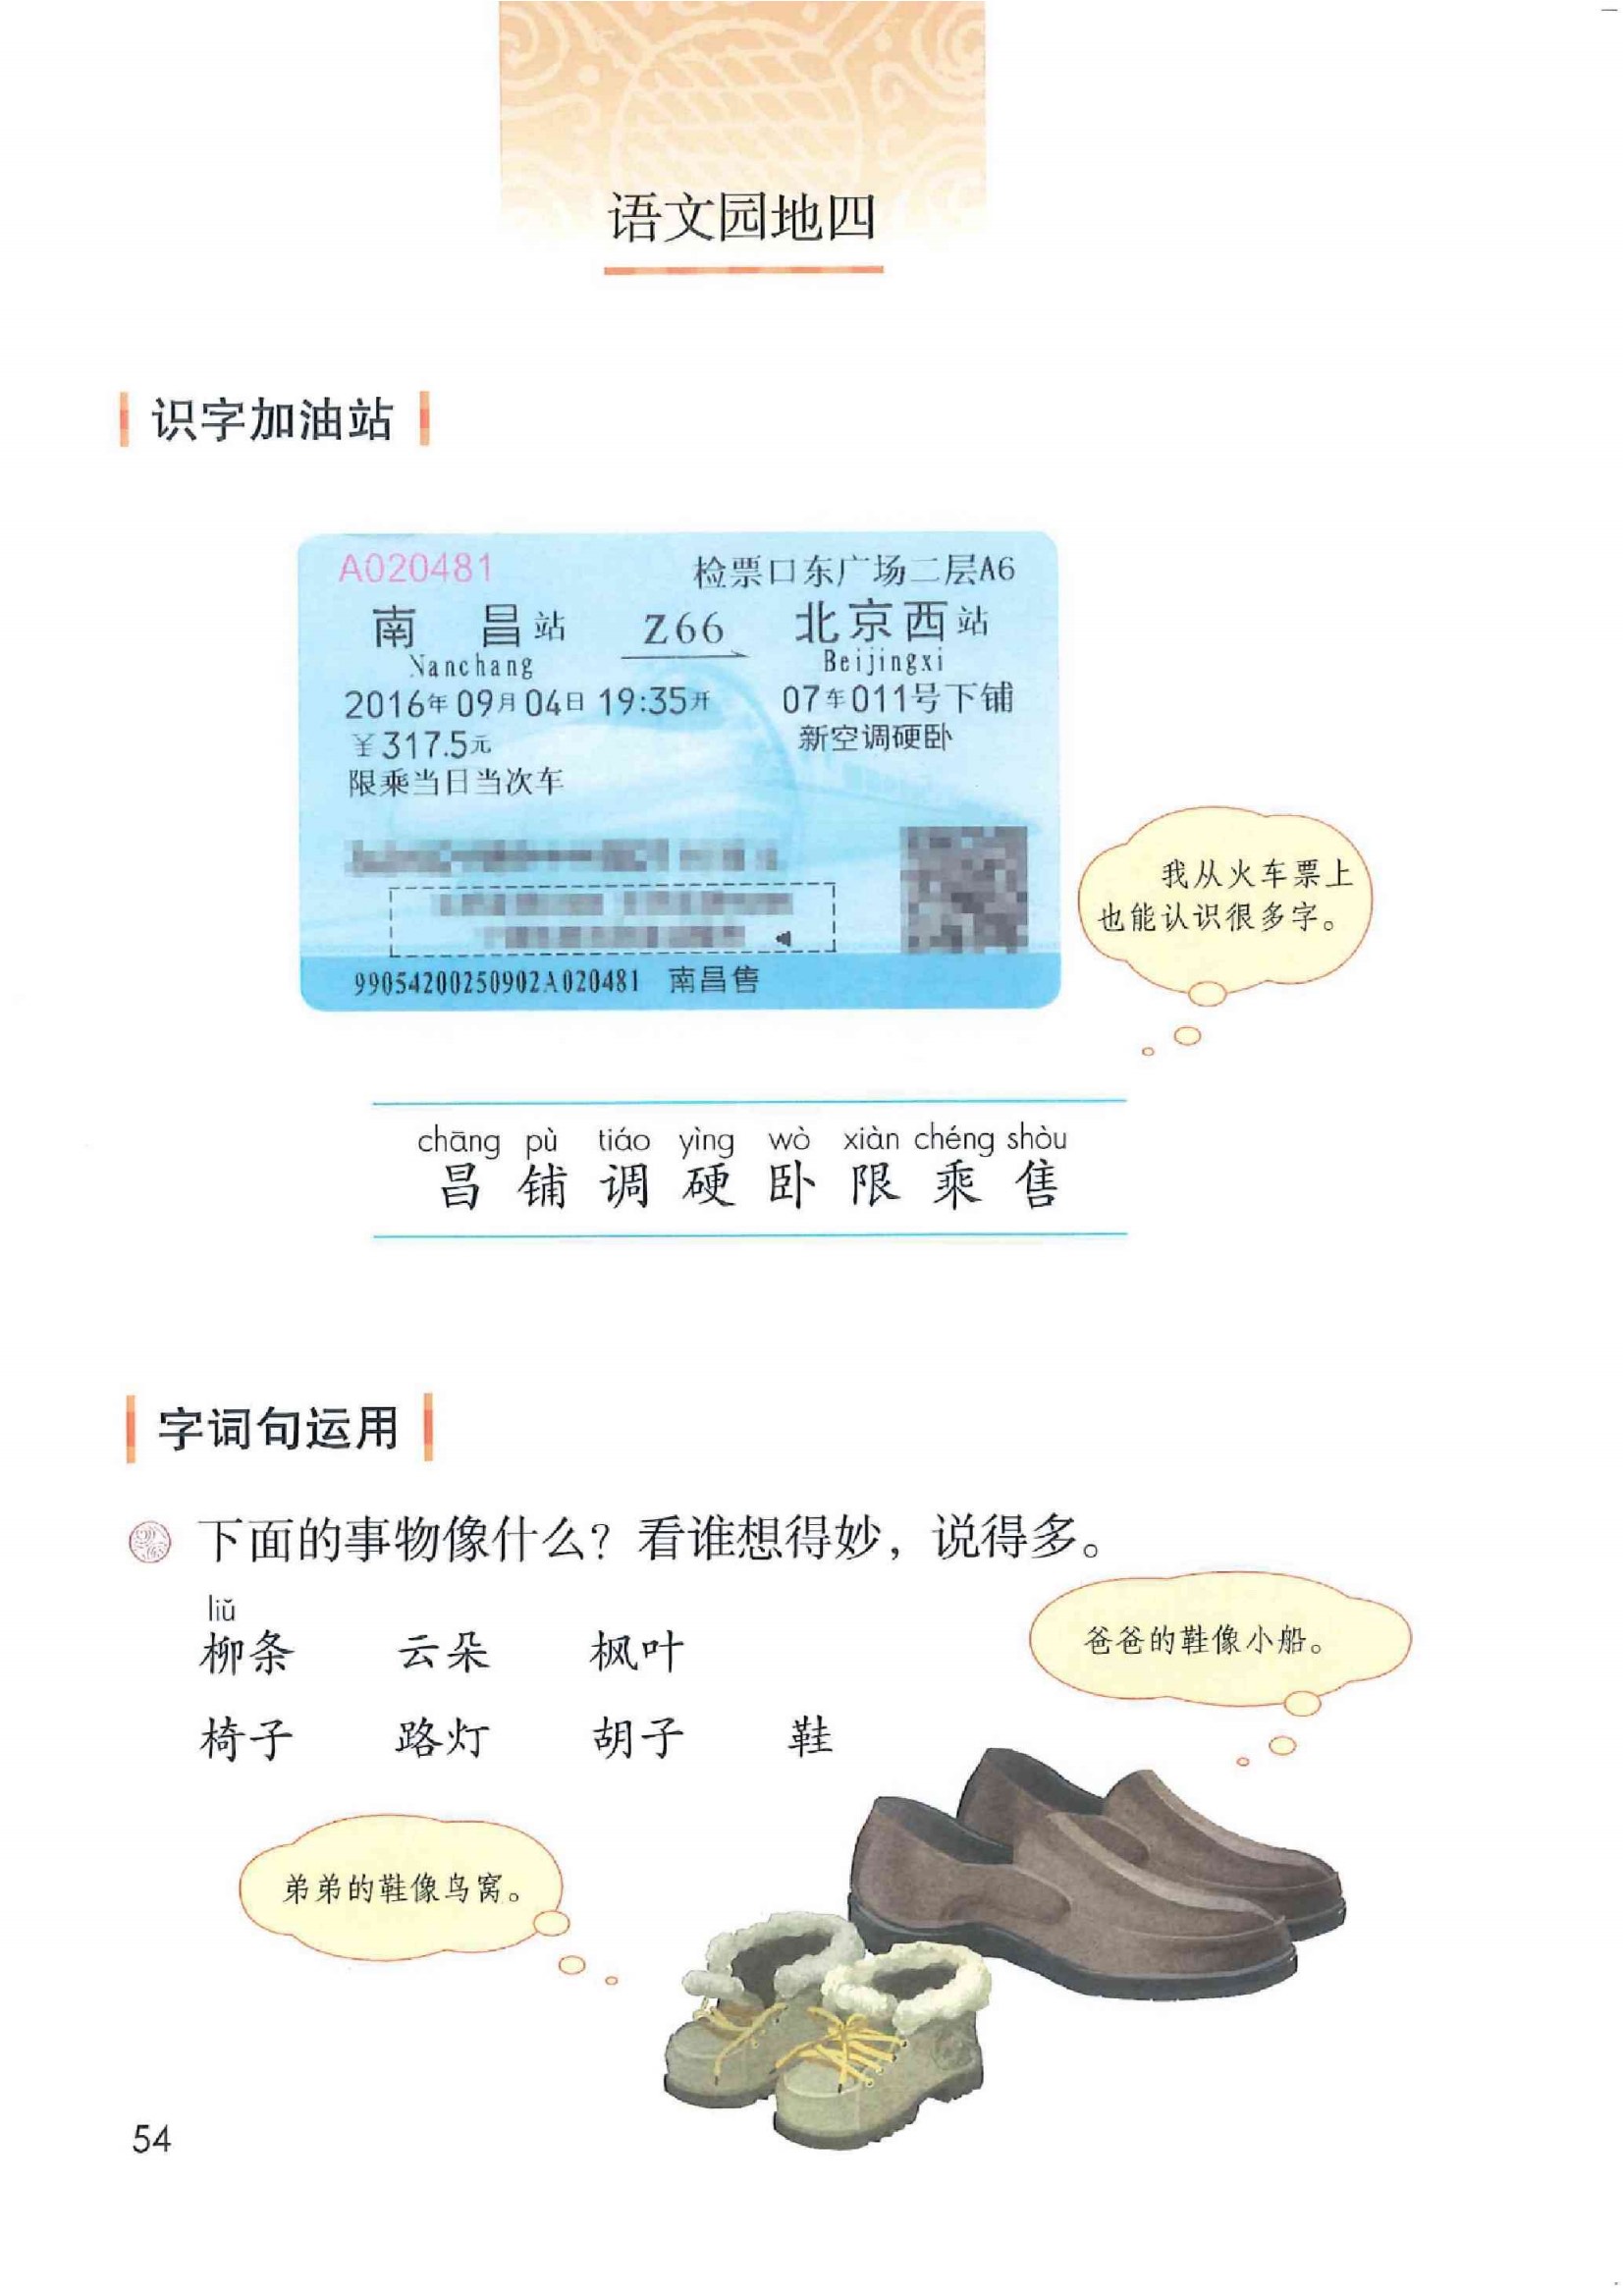 语文园地四
识字加油站
A020481 检票口东广场二层A6
南 昌站 Z66 北京西站
Nanchang Beijingxi
2016年09月04日 19:35开 07车011号下铺
¥317.5元 新空调硬卧
限乘当日当次车
我从火车票上
也能认识很多字。
99054200250902A020481 南昌售
chāng pù tiáo yìng wò xiàn chéng shòu
昌 铺 调 硬 卧 限 乘 售
字词句运用
下面的事物像什么？看谁想得妙，说得多。
liǔ
柳条 云朵 枫叶
爸爸的鞋像小船。
椅子 路灯 胡子 鞋
弟弟的鞋像鸟窝。
54